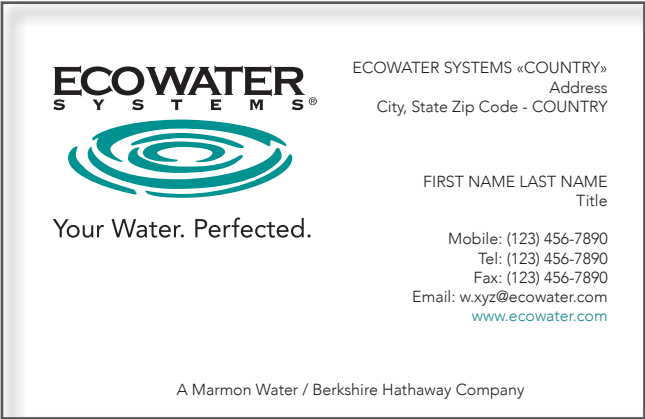 ECOWATER
SYSTEMS®
Your Water. Perfected.
ECOWATER SYSTEMS «COUNTRY»
Address
City, State Zip Code - COUNTRY
FIRST NAME LAST NAME
Title
Mobile: (123) 456-7890
Tel: (123) 456-7890
Fax: (123) 456-7890
Email: w.xyz@ecowater.com
www.ecowater.com
A Marmon Water / Berkshire Hathaway Company